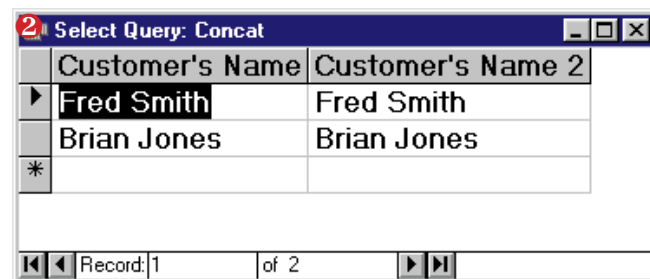 2 Select Query: Concat
Customer's Name Customer's Name 2
Fred Smith Fred Smith
Brian Jones Brian Jones
Record: 1 of 2